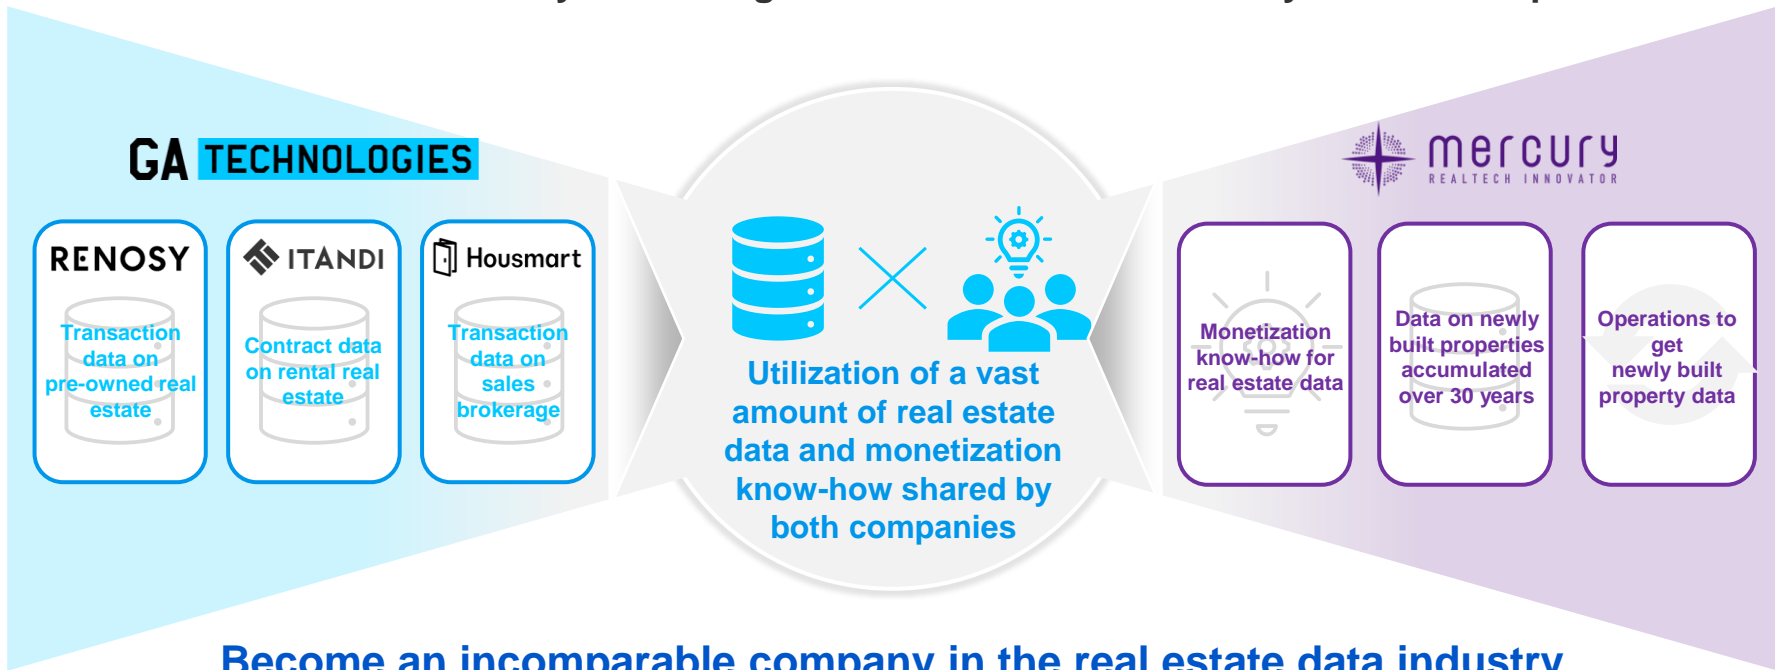 GA TECHNOLOGIES
RENOSY
Transaction
data on
pre-owned real
estate
ITANDI
Contract data
on rental real
estate
Housmart
Transaction
data on
sales
brokerage
Utilization of a vast
amount of real estate
data and monetization
know-how shared by
both companies
mercury
REALTECH INNOVATOR
Monetization
know-how for
real estate data
Data on newly
built properties
accumulated
over 30 years
Operations to
get
newly built
property data
Become an incomparable company in the real estate data industry